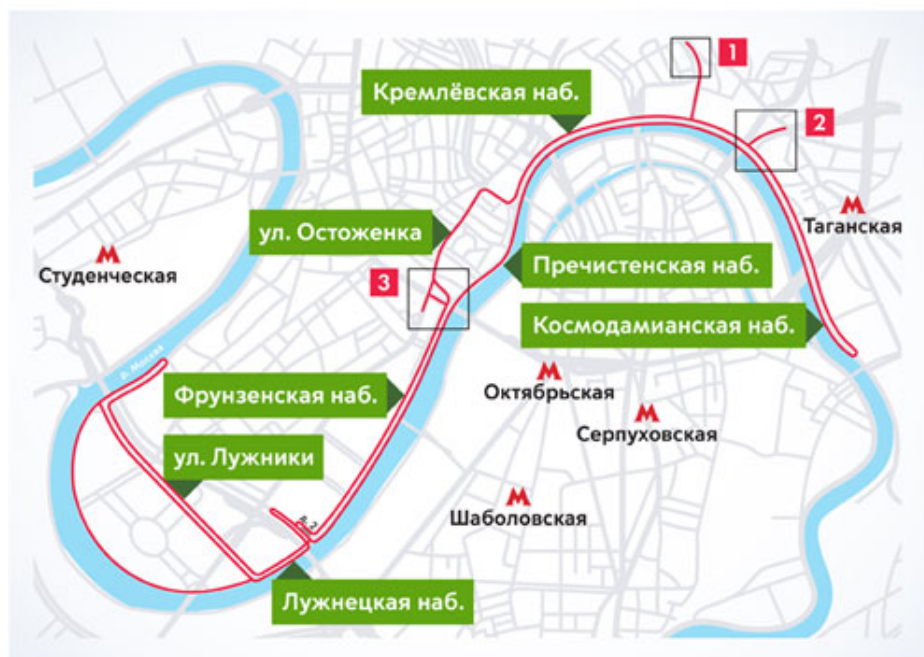 1
Кремлёвская наб.
2
М
Таганская
ул. Остоженка
М
Студенческая
Пречистенская наб.
3
Космодамианская наб.
р. Москва
М
Октябрьская
Фрунзенская наб.
М
Серпуховская
ул. Лужники
М
Шаболовская
д. 2
Лужнецкая наб.